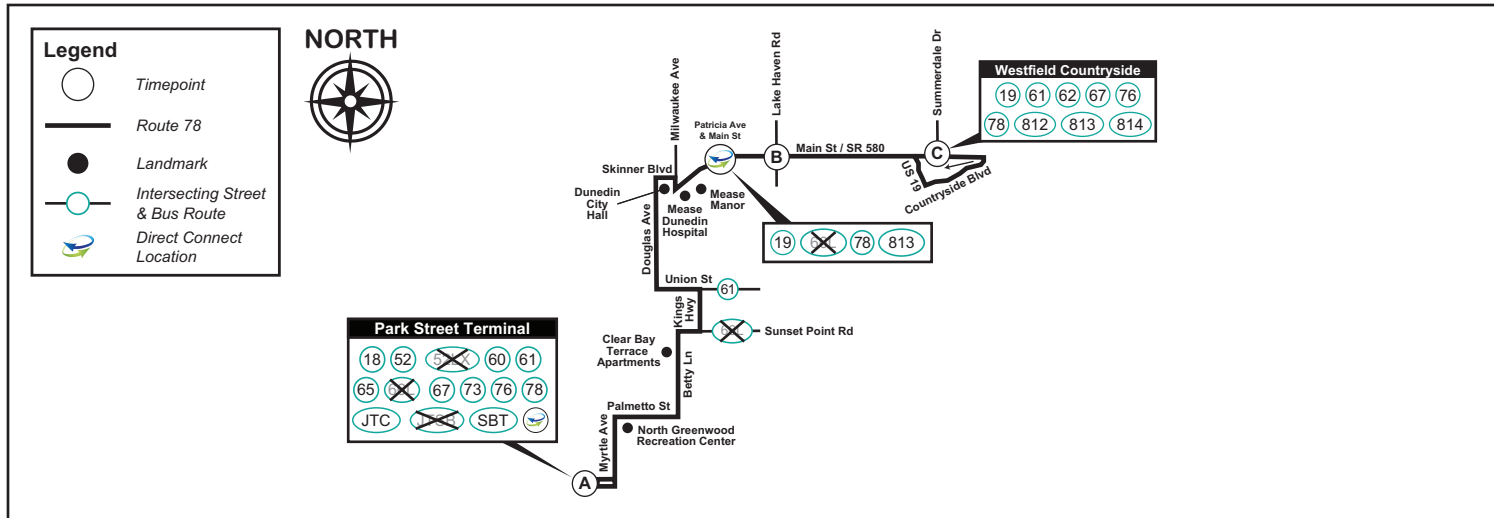 Legend
Timepoint
Route 78
Landmark
Intersecting Street
& Bus Route
Direct Connect
Location
NORTH
Milwaukee Ave
Lake Haven Rd
Summerdale Dr
Westfield Countryside
19 61 62 67 76
78 812 813 814
Patricia Ave
& Main St
B
Main St / SR 580
C
US 19
Countryside Blvd
Skinner Blvd
Dunedin
City
Hall
Mease
Manor
Mease
Dunedin
Hospital
19 66L 78 813
Douglas Ave
Union St
61
Kings
Hwy
66L
Sunset Point Rd
Clear Bay
Terrace
Apartments
Betty Ln
Park Street Terminal
18 52 52LX 60 61
65 66L 67 73 76 78
JTC SBT
Palmetto St
North Greenwood
Recreation Center
Myrtle Ave
A